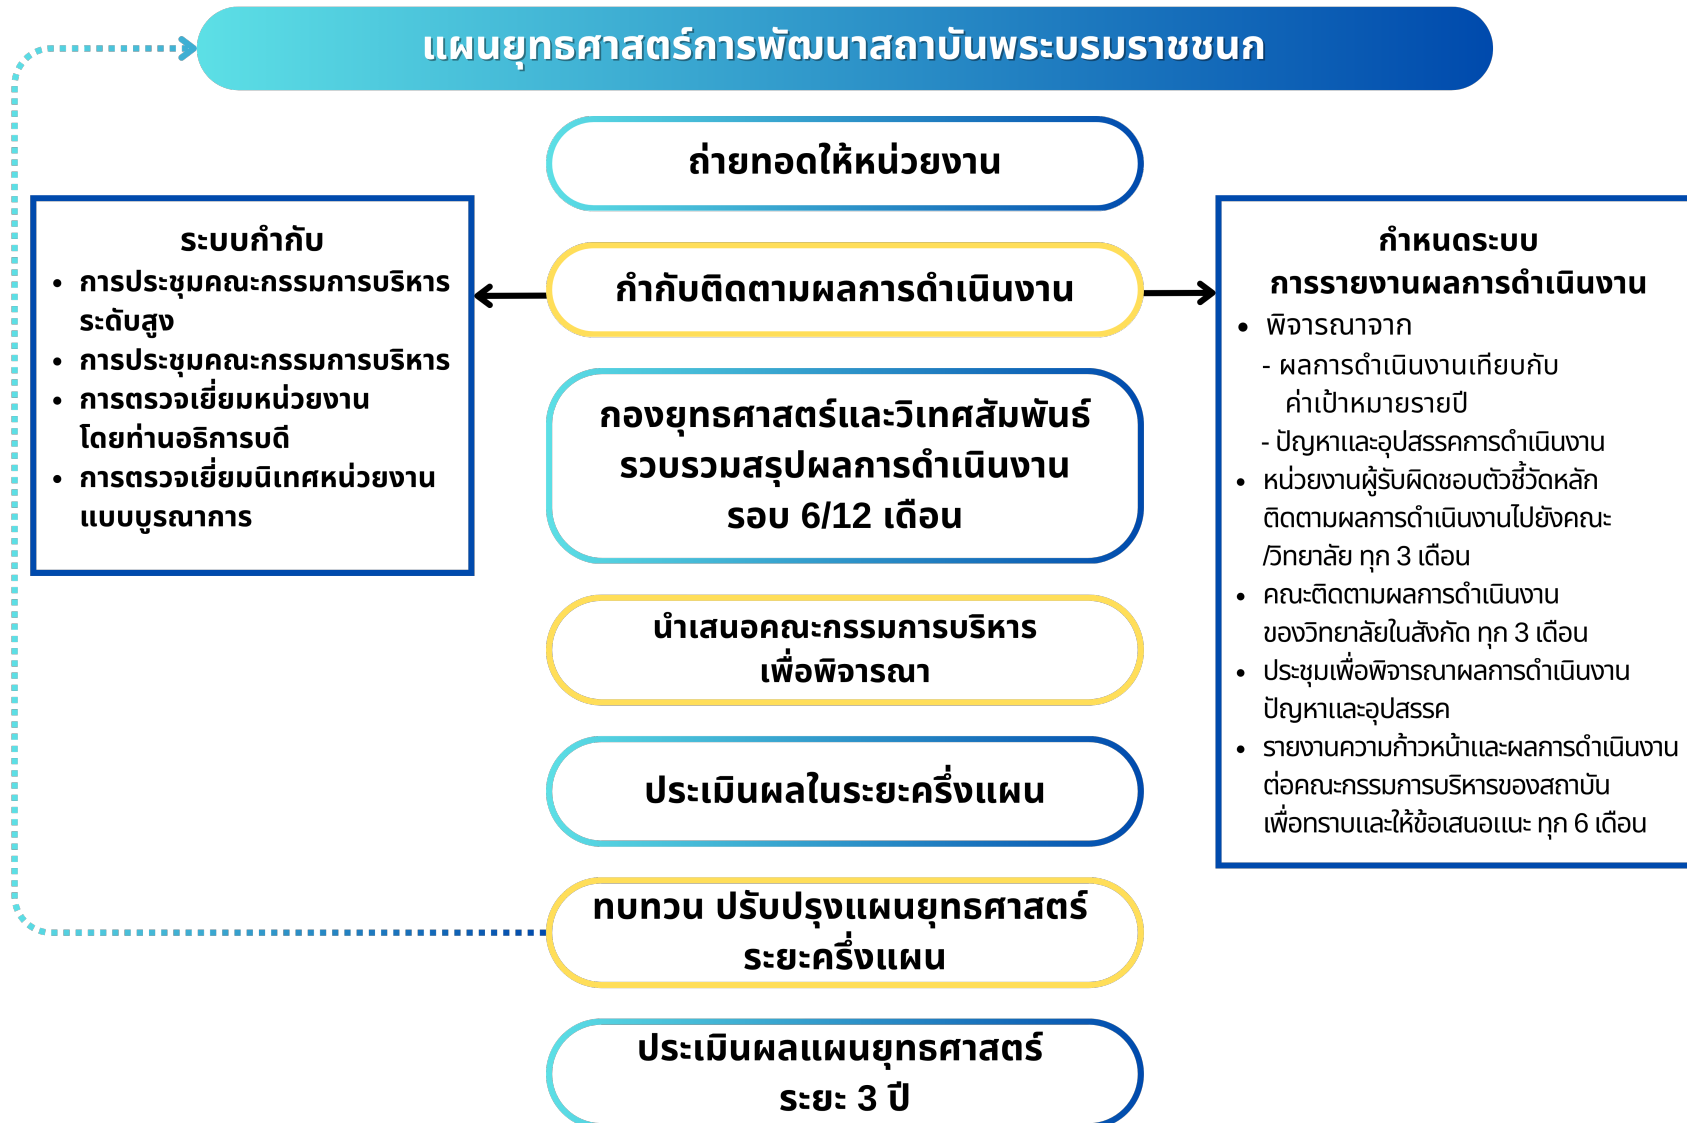 แผนยุทธศาสตร์การพัฒนาสถาบันพระบรมราชชนก
ถ่ายทอดให้หน่วยงาน
กำกับติดตามผลการดำเนินงาน
ระบบกำกับ
• การประชุมคณะกรรมการบริหาร
ระดับสูง
• การประชุมคณะกรรมการบริหาร
• การตรวจเยี่ยมหน่วยงาน
โดยท่านอธิการบดี
• การตรวจเยี่ยมนิเทศหน่วยงาน
แบบบูรณาการ
กำหนดระบบ
การรายงานผลการดำเนินงาน
• พิจารณาจาก
- ผลการดำเนินงานเทียบกับ
ค่าเป้าหมายรายปี
- ปัญหาและอุปสรรคการดำเนินงาน
• หน่วยงานผู้รับผิดชอบตัวชี้วัดหลัก
ติดตามผลการดำเนินงานไปยังคณะ
/วิทยาลัย ทุก 3 เดือน
• คณะติดตามผลการดำเนินงาน
ของวิทยาลัยในสังกัด ทุก 3 เดือน
• ประชุมเพื่อพิจารณาผลการดำเนินงาน
ปัญหาและอุปสรรค
• รายงานความก้าวหน้าและผลการดำเนินงาน
ต่อคณะกรรมการบริหารของสถาบัน
เพื่อทราบและให้ข้อเสนอแนะ ทุก 6 เดือน
กองยุทธศาสตร์และวิเทศสัมพันธ์
รวบรวมสรุปผลการดำเนินงาน
รอบ 6/12 เดือน
นำเสนอคณะกรรมการบริหาร
เพื่อพิจารณา
ประเมินผลในระยะครึ่งแผน
ทบทวน ปรับปรุงแผนยุทธศาสตร์
ระยะครึ่งแผน
ประเมินผลแผนยุทธศาสตร์
ระยะ 3 ปี